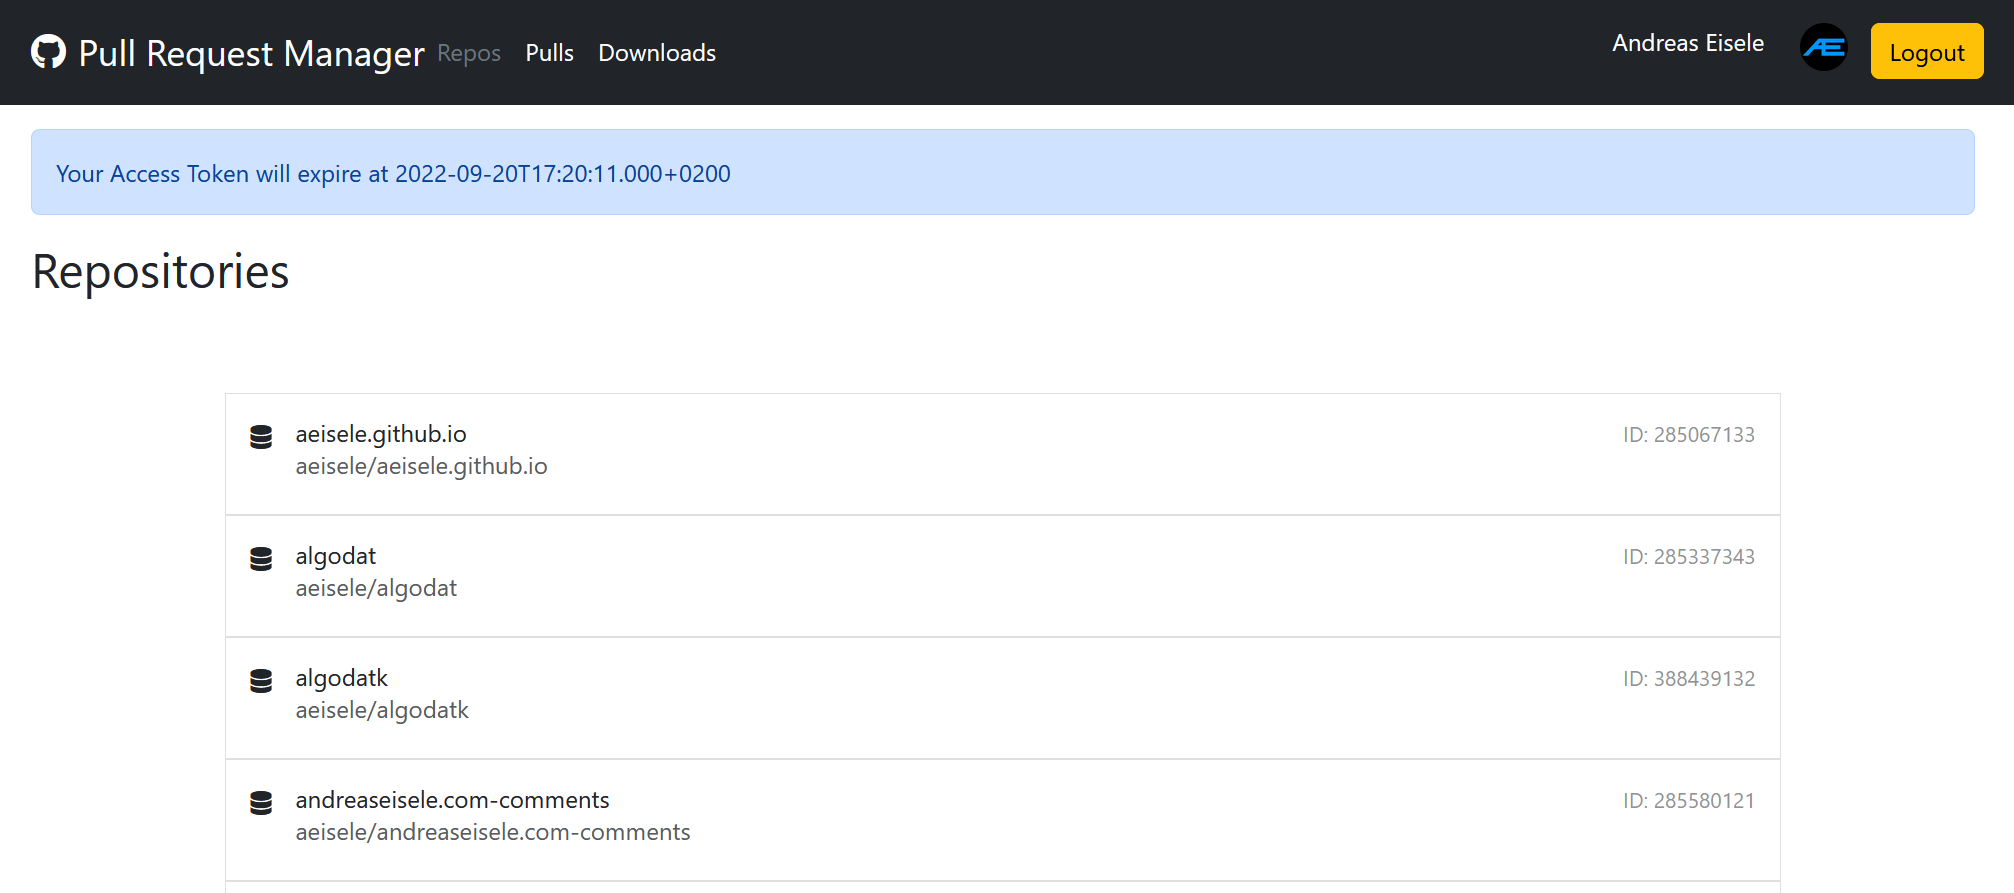 Pull Request Manager Repos Pulls Downloads Andreas Eisele AE Logout
Your Access Token will expire at 2022-09-20T17:20:11.000+0200
Repositories
aeisele.github.io ID: 285067133
aeisele/aeisele.github.io
algodat ID: 285337343
aeisele/algodat
algodatk ID: 388439132
aeisele/algodatk
andreaseisele.com-comments ID: 285580121
aeisele/andreaseisele.com-comments